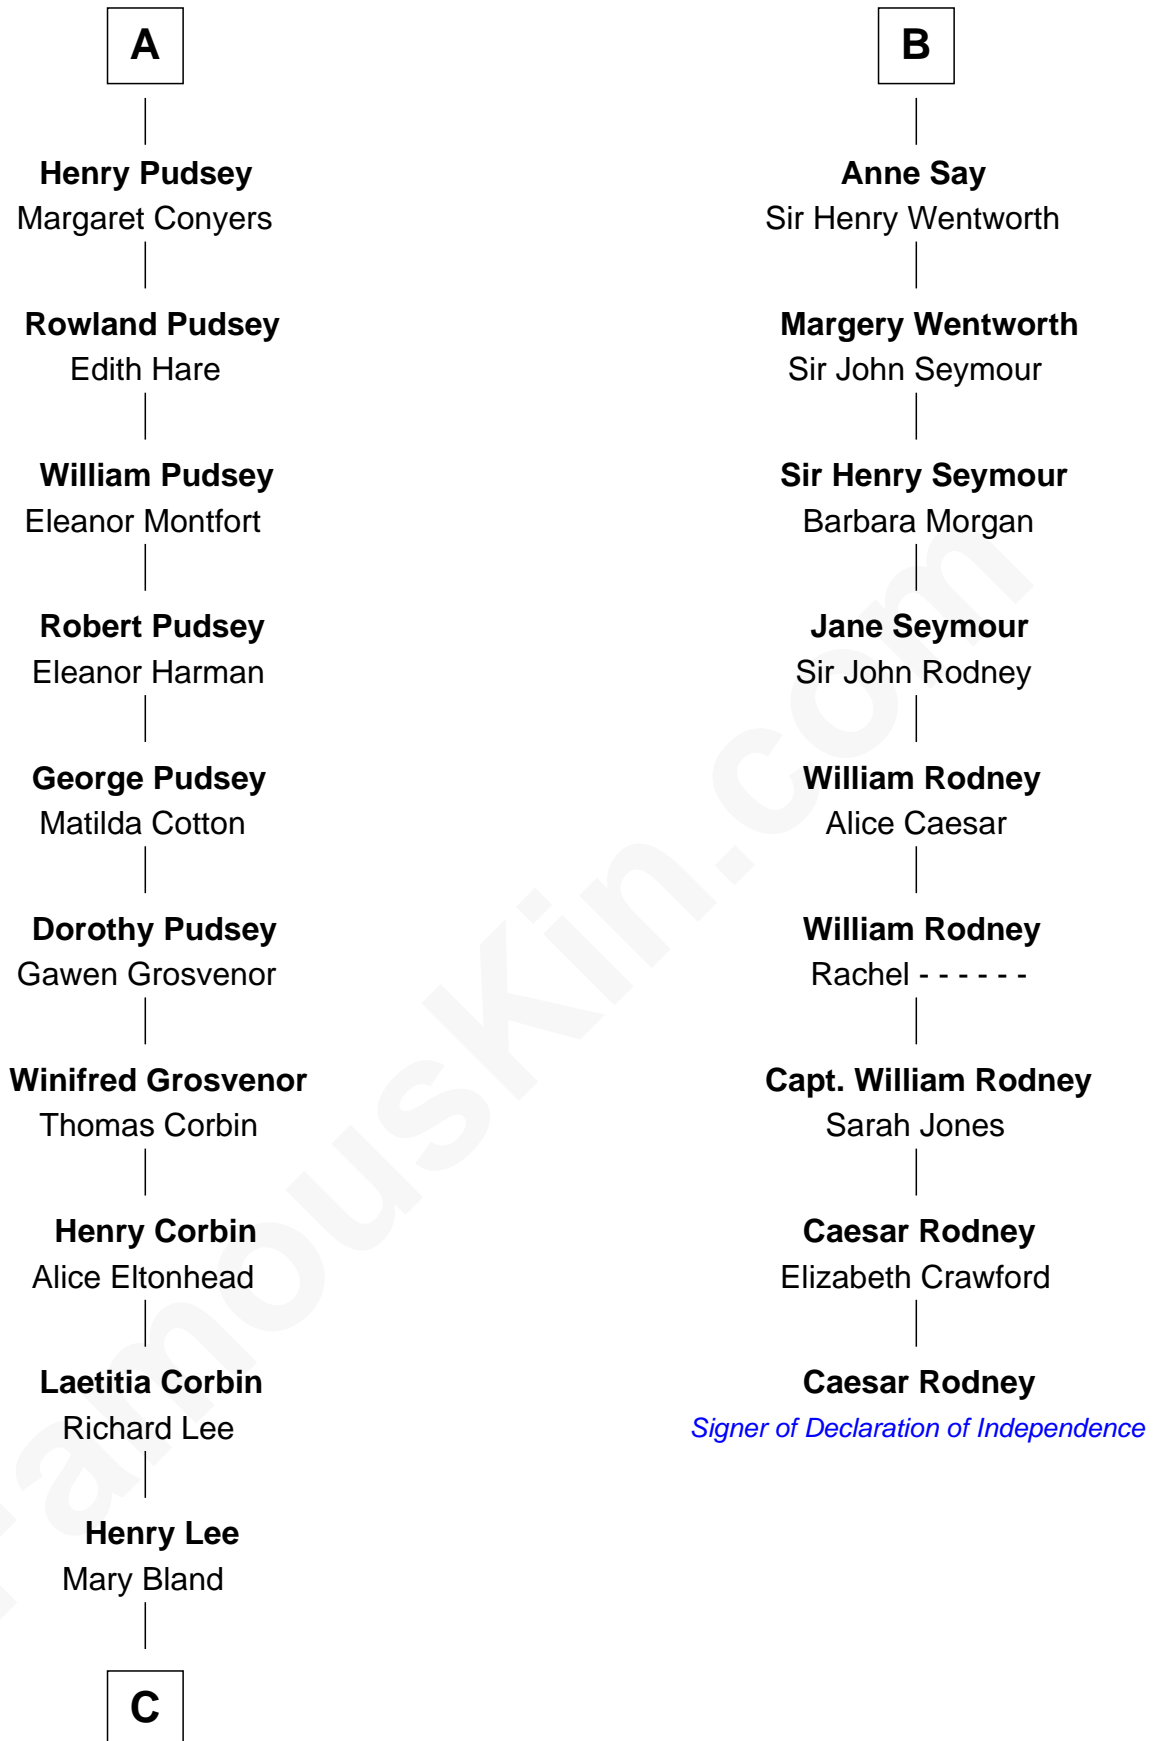 A
Henry Pudsey
Margaret Conyers
Rowland Pudsey
Edith Hare
William Pudsey
Eleanor Montfort
Robert Pudsey
Eleanor Harman
George Pudsey
Matilda Cotton
Dorothy Pudsey
Gawen Grosvenor
Winifred Grosvenor
Thomas Corbin
Henry Corbin
Alice Eltonhead
Laetitia Corbin
Richard Lee
Henry Lee
Mary Bland
C
B
Anne Say
Sir Henry Wentworth
Margery Wentworth
Sir John Seymour
Sir Henry Seymour
Barbara Morgan
Jane Seymour
Sir John Rodney
William Rodney
Alice Caesar
William Rodney
Rachel - - - - - -
Capt. William Rodney
Sarah Jones
Caesar Rodney
Elizabeth Crawford
Caesar Rodney
Signer of Declaration of Independence
FamousKin.com